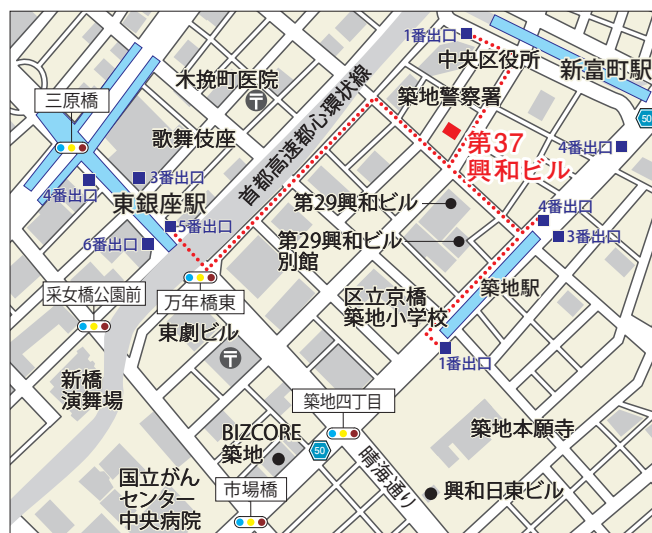 1番出口
中央区役所
新富町駅
木挽町医院
首都高速都心環状線
築地警察署
三原橋
歌舞伎座
50
第37
興和ビル
4番出口
3番出口
4番出口
東銀座駅
第29興和ビル
5番出口
4番出口
6番出口
第29興和ビル
別館
3番出口
築地駅
采女橋公園前
万年橋東
区立京橋
築地小学校
東劇ビル
1番出口
新橋
演舞場
築地四丁目
BIZCORE
築地
築地本願寺
50
晴海通り
国立がん
センター
中央病院
市場橋
興和日東ビル